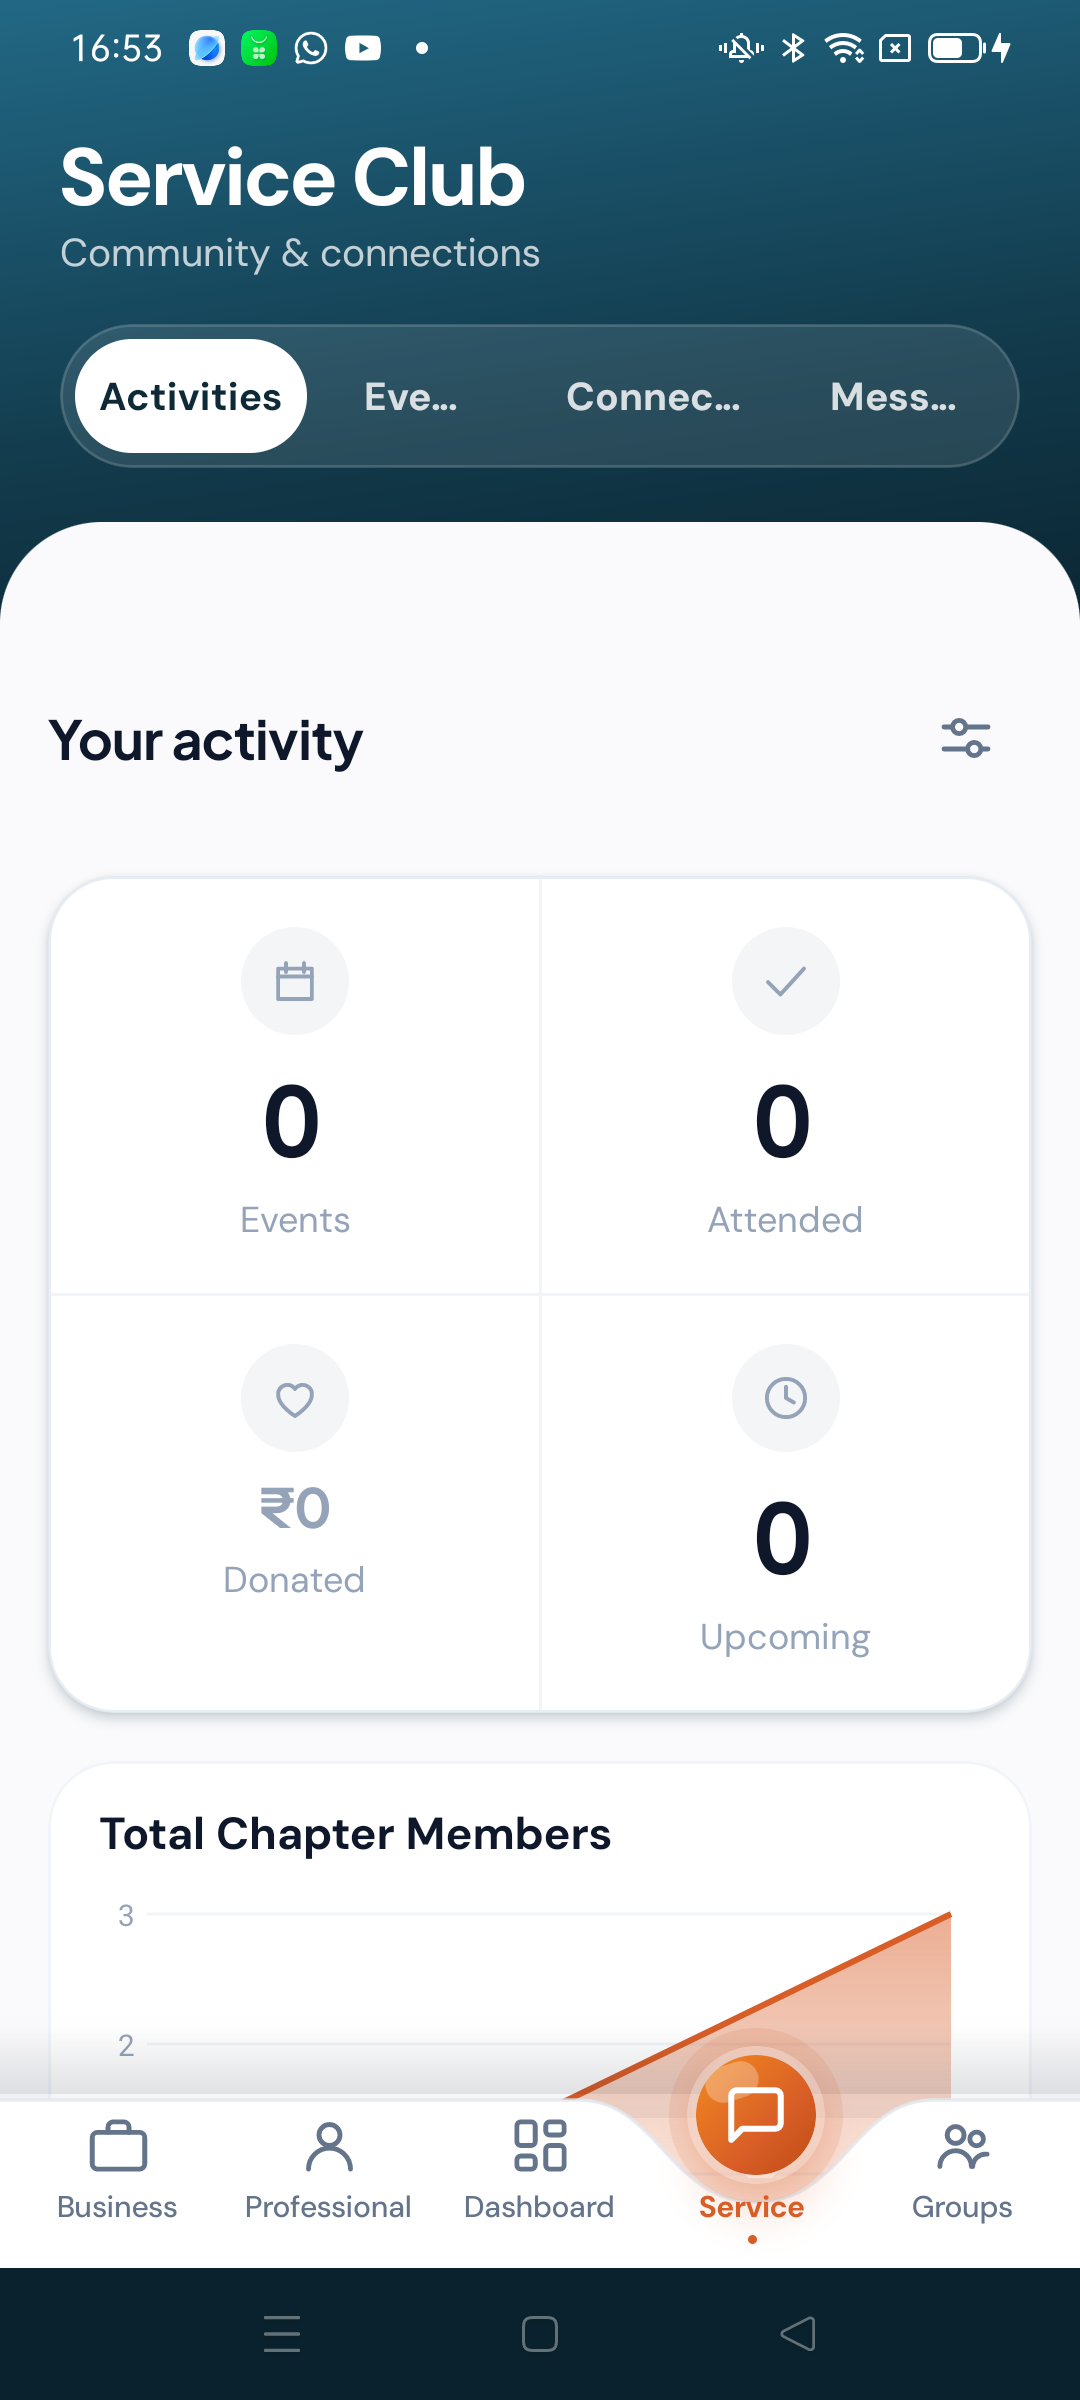 16:53
Service Club
Community & connections
Activities Eve... Connec... Mess...
Your activity
0 0
Events Attended
₹0 0
Donated Upcoming
Total Chapter Members
3
2
Business Professional Dashboard Service Groups